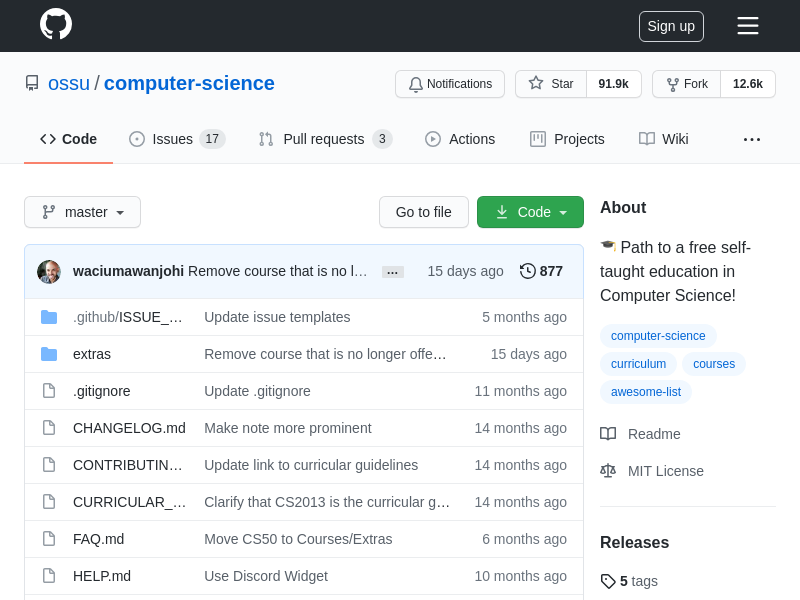 Sign up
ossu / computer-science
Notifications
Star 91.9k
Fork 12.6k
Code
Issues 17
Pull requests 3
Actions
Projects
Wiki
master
Go to file
Code
waciumawanjohi Remove course that is no l… … 15 days ago 877
.github/ISSUE_… Update issue templates 5 months ago
extras Remove course that is no longer offe… 15 days ago
.gitignore Update .gitignore 11 months ago
CHANGELOG.md Make note more prominent 14 months ago
CONTRIBUTIN… Update link to curricular guidelines 14 months ago
CURRICULAR_… Clarify that CS2013 is the curricular g… 14 months ago
FAQ.md Move CS50 to Courses/Extras 6 months ago
HELP.md Use Discord Widget 10 months ago
About
Path to a free self-
taught education in
Computer Science!
computer-science
curriculum courses
awesome-list
Readme
MIT License
Releases
5 tags